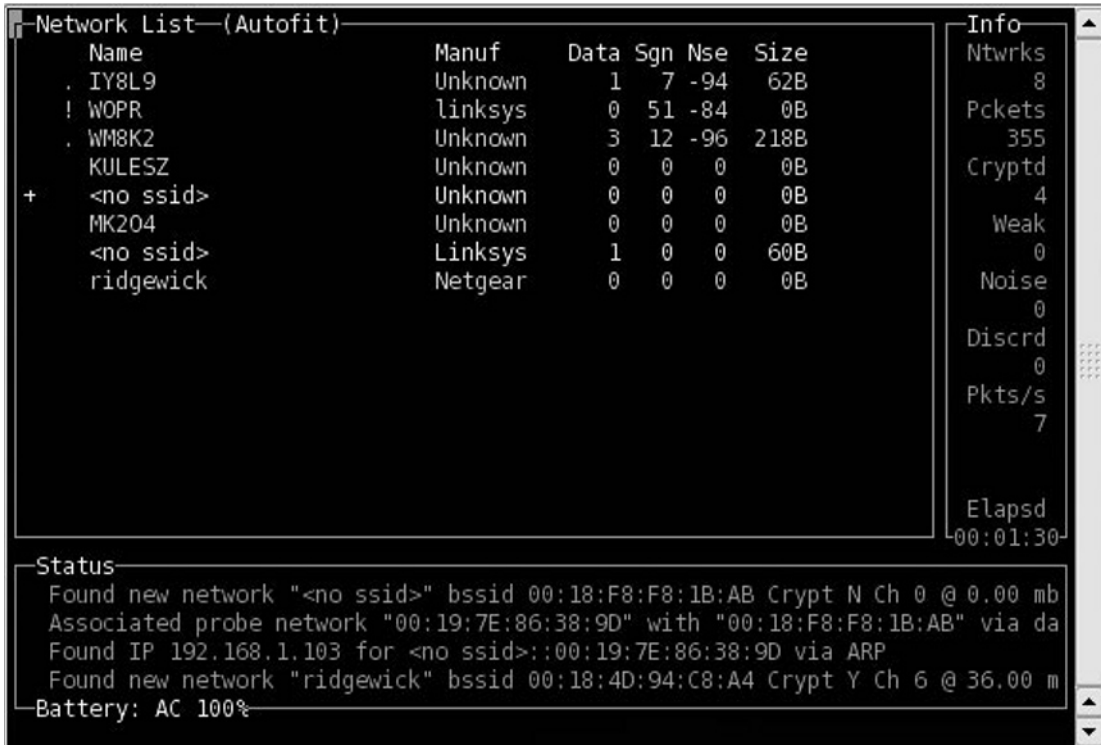 Network List—(Autofit)
Name Manuf Data Sgn Nse Size
. IY8L9 Unknown 1 7 -94 62B
! WOPR linksys 0 51 -84 0B
. WM8K2 Unknown 3 12 -96 218B
KULESZ Unknown 0 0 0 0B
+ <no ssid> Unknown 0 0 0 0B
MK2O4 Unknown 0 0 0 0B
<no ssid> Linksys 1 0 0 60B
ridgewick Netgear 0 0 0 0B
Info
Ntwrks
8
Pckets
355
Cryptd
4
Weak
0
Noise
0
Discrd
0
Pkts/s
7
Elapsd
00:01:30
Status
Found new network "<no ssid>" bssid 00:18:F8:F8:1B:AB Crypt N Ch 0 @ 0.00 mb
Associated probe network "00:19:7E:86:38:9D" with "00:18:F8:F8:1B:AB" via da
Found IP 192.168.1.103 for <no ssid>::00:19:7E:86:38:9D via ARP
Found new network "ridgewick" bssid 00:18:4D:94:C8:A4 Crypt Y Ch 6 @ 36.00 m
Battery: AC 100%